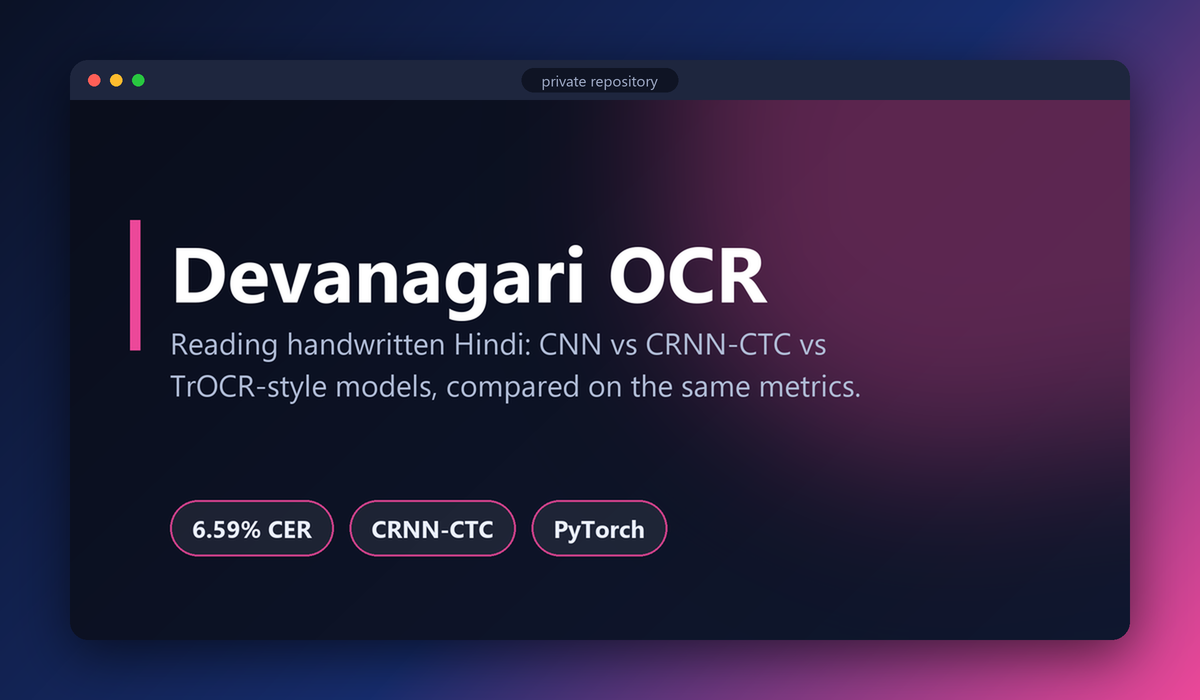 private repository
Devanagari OCR
Reading handwritten Hindi: CNN vs CRNN-CTC vs
TrOCR-style models, compared on the same metrics.
6.59% CER
CRNN-CTC
PyTorch